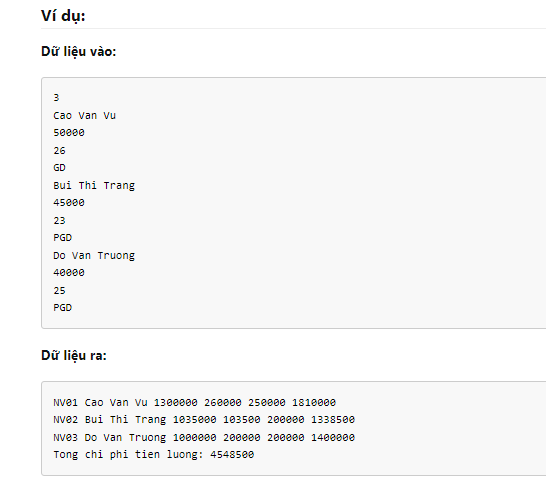 Ví dụ:
Dữ liệu vào:
3
Cao Van Vu
50000
26
GD
Bui Thi Trang
45000
23
PGD
Do Van Truong
40000
25
PGD
Dữ liệu ra:
NV01 Cao Van Vu 1300000 260000 250000 1810000
NV02 Bui Thi Trang 1035000 103500 200000 1338500
NV03 Do Van Truong 1000000 200000 200000 1400000
Tong chi phi tien luong: 4548500